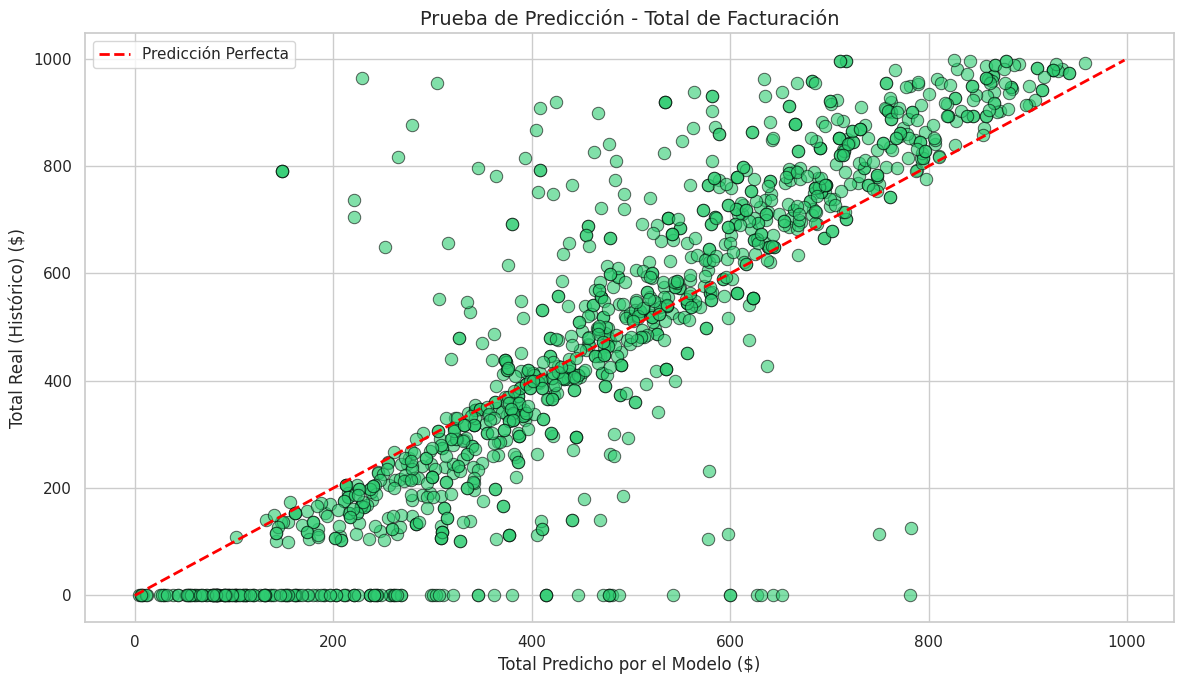 Prueba de Predicción - Total de Facturación
Predicción Perfecta
Total Real (Histórico) ($)
1000
800
600
400
200
0
0 200 400 600 800 1000
Total Predicho por el Modelo ($)